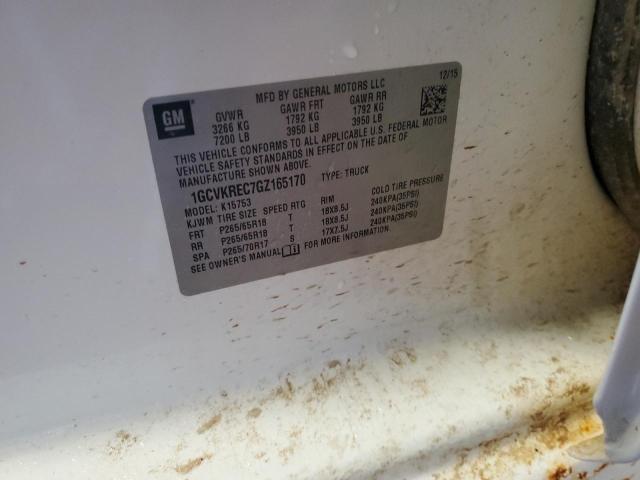 12/15
MFD BY GENERAL MOTORS LLC
GM
GVWR GAWR FRT GAWR RR
3266 KG 1792 KG 1792 KG
7200 LB 3950 LB 3950 LB
THIS VEHICLE CONFORMS TO ALL APPLICABLE U.S. FEDERAL MOTOR
VEHICLE SAFETY STANDARDS IN EFFECT ON THE DATE OF
MANUFACTURE SHOWN ABOVE.
1GCVKREC7GZ165170 TYPE: TRUCK
MODEL: K15753
KJWM TIRE SIZE SPEED RTG RIM COLD TIRE PRESSURE
FRT P265/65R18 T 18X8.5J 240KPA(35PSI)
RR P265/65R18 T 18X8.5J 240KPA(35PSI)
SPA P265/70R17 S 17X7.5J 240KPA(35PSI)
SEE OWNER'S MANUAL FOR MORE INFORMATION.